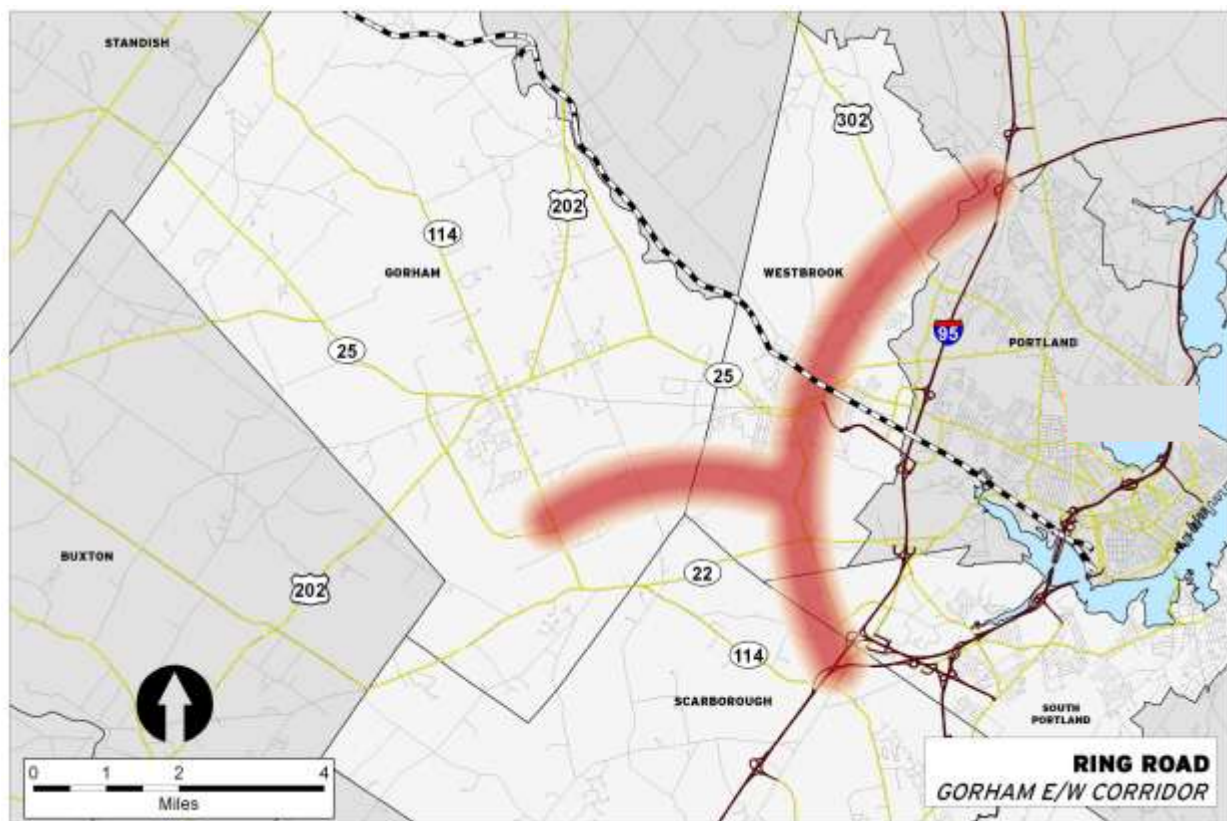 STANDISH
302
202
114
GORHAM
WESTBROOK
95
PORTLAND
25
25
BUXTON
202
22
114
SCARBOROUGH
SOUTH
PORTLAND
0 1 2 4
Miles
RING ROAD
GORHAM E/W CORRIDOR